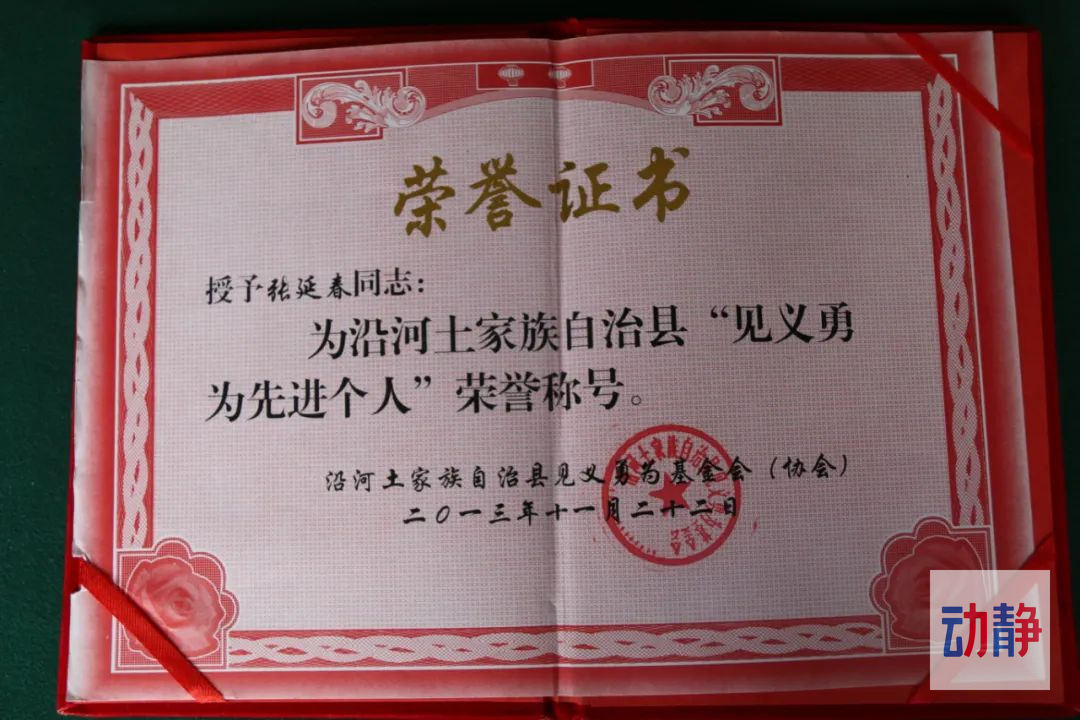 荣誉证书
授予张延春同志：
为沿河土家族自治县“见义勇
为先进个人”荣誉称号。
沿河土家族自治县见义勇为基金会（协会）
二〇一三年十一月二十二日
动静